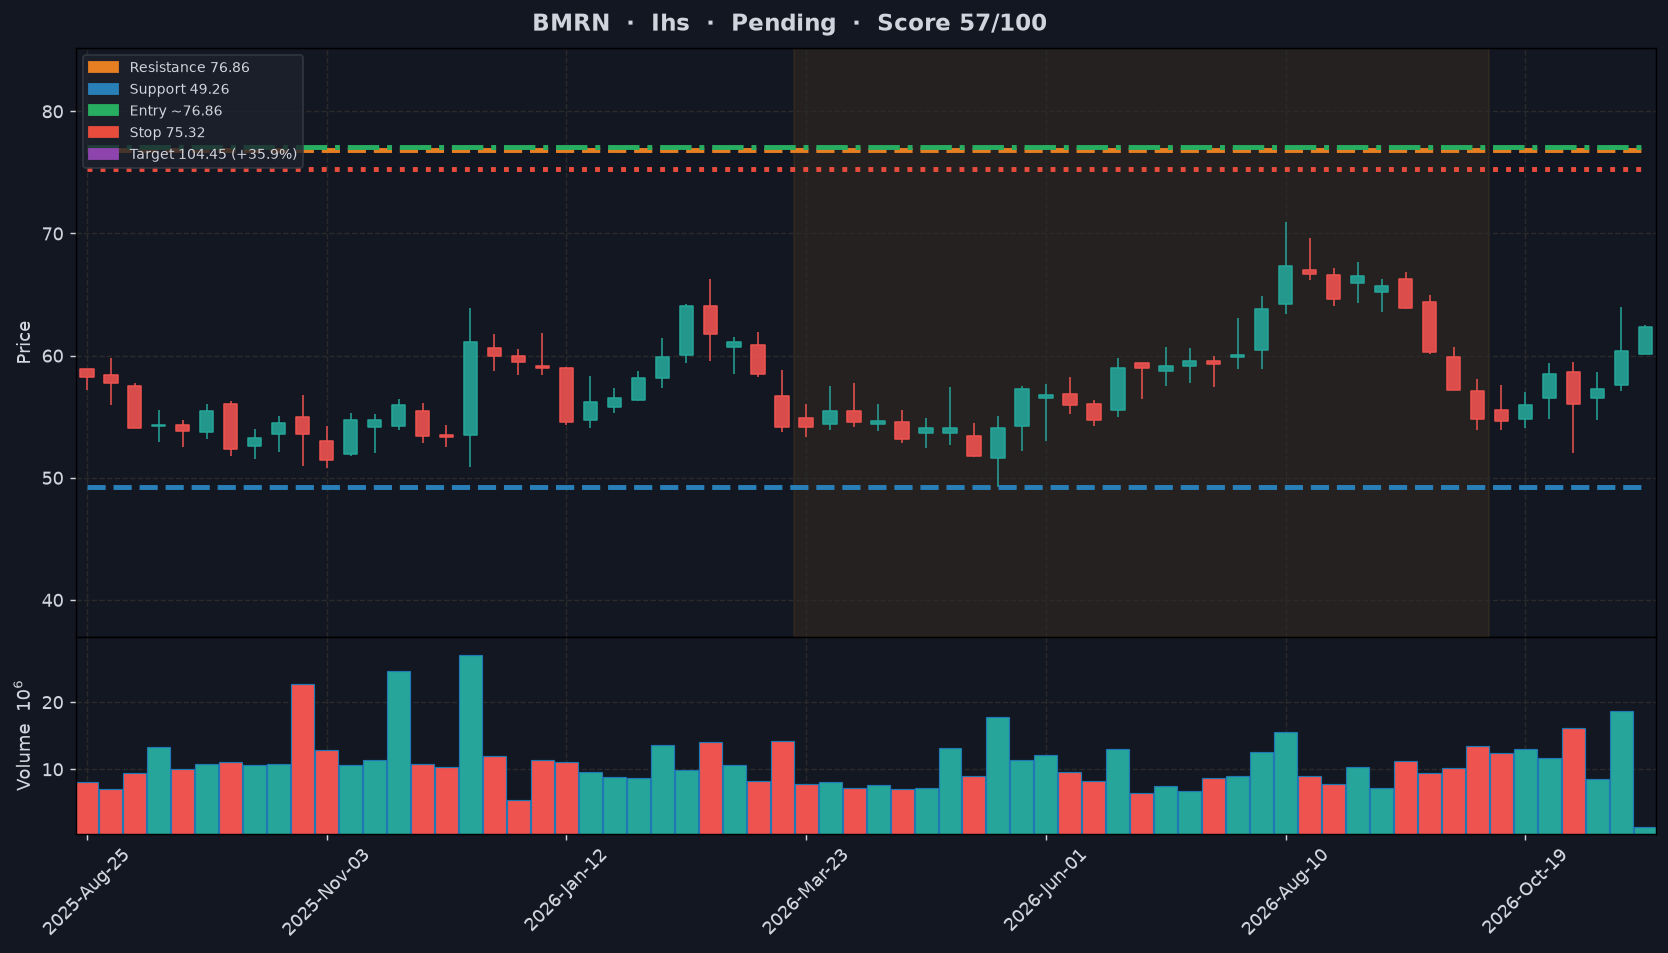 BMRN · Ihs · Pending · Score 57/100
Resistance 76.86
Support 49.26
Entry ~76.86
Stop 75.32
Target 104.45 (+35.9%)
Price
80
70
60
50
40
Volume 10⁶
20
10
2025-Aug-25
2025-Nov-03
2026-Jan-12
2026-Mar-23
2026-Jun-01
2026-Aug-10
2026-Oct-19